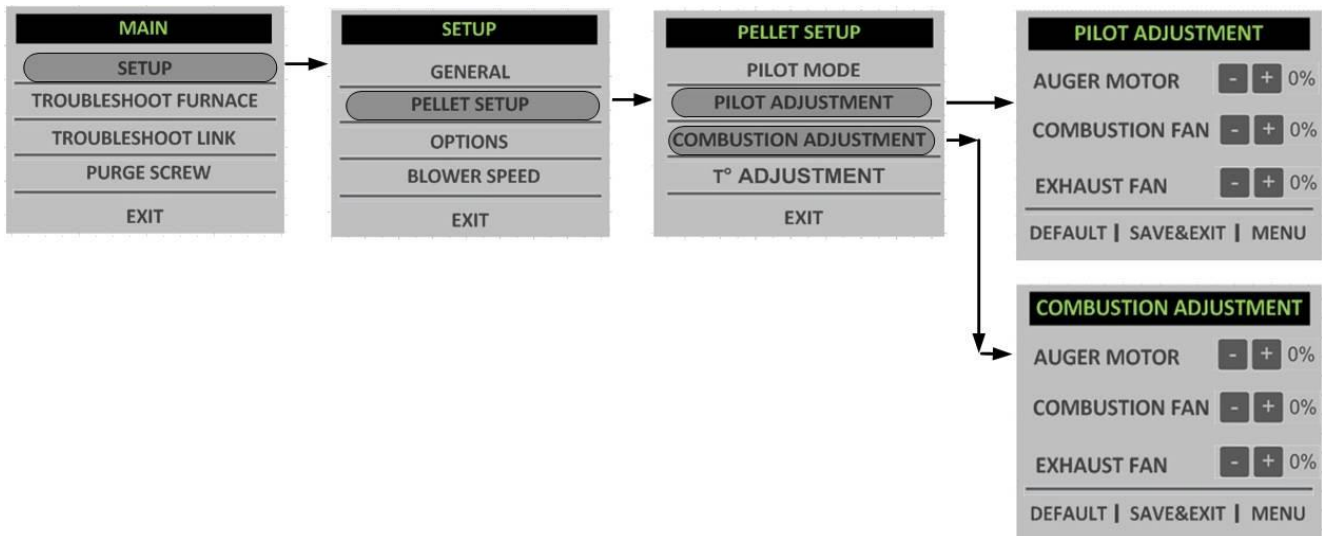 MAIN
SETUP
TROUBLESHOOT FURNACE
TROUBLESHOOT LINK
PURGE SCREW
EXIT
SETUP
GENERAL
PELLET SETUP
OPTIONS
BLOWER SPEED
EXIT
PELLET SETUP
PILOT MODE
PILOT ADJUSTMENT
COMBUSTION ADJUSTMENT
T° ADJUSTMENT
EXIT
PILOT ADJUSTMENT
AUGER MOTOR - + 0%
COMBUSTION FAN - + 0%
EXHAUST FAN - + 0%
DEFAULT | SAVE&EXIT | MENU
COMBUSTION ADJUSTMENT
AUGER MOTOR - + 0%
COMBUSTION FAN - + 0%
EXHAUST FAN - + 0%
DEFAULT | SAVE&EXIT | MENU